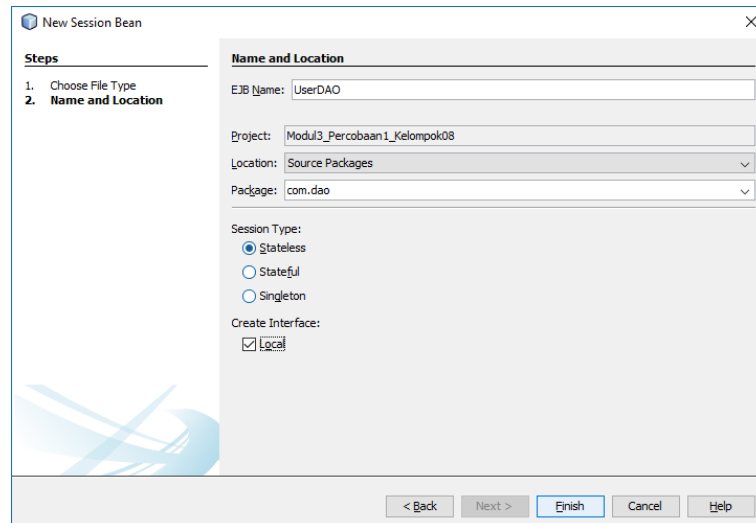 New Session Bean
Steps
1. Choose File Type
2. Name and Location
Name and Location
EJB Name: UserDAO
Project: Modul3_Percobaan1_Kelompok08
Location: Source Packages
Package: com.dao
Session Type:
Stateless
Stateful
Singleton
Create Interface:
Local
< Back Next > Finish Cancel Help